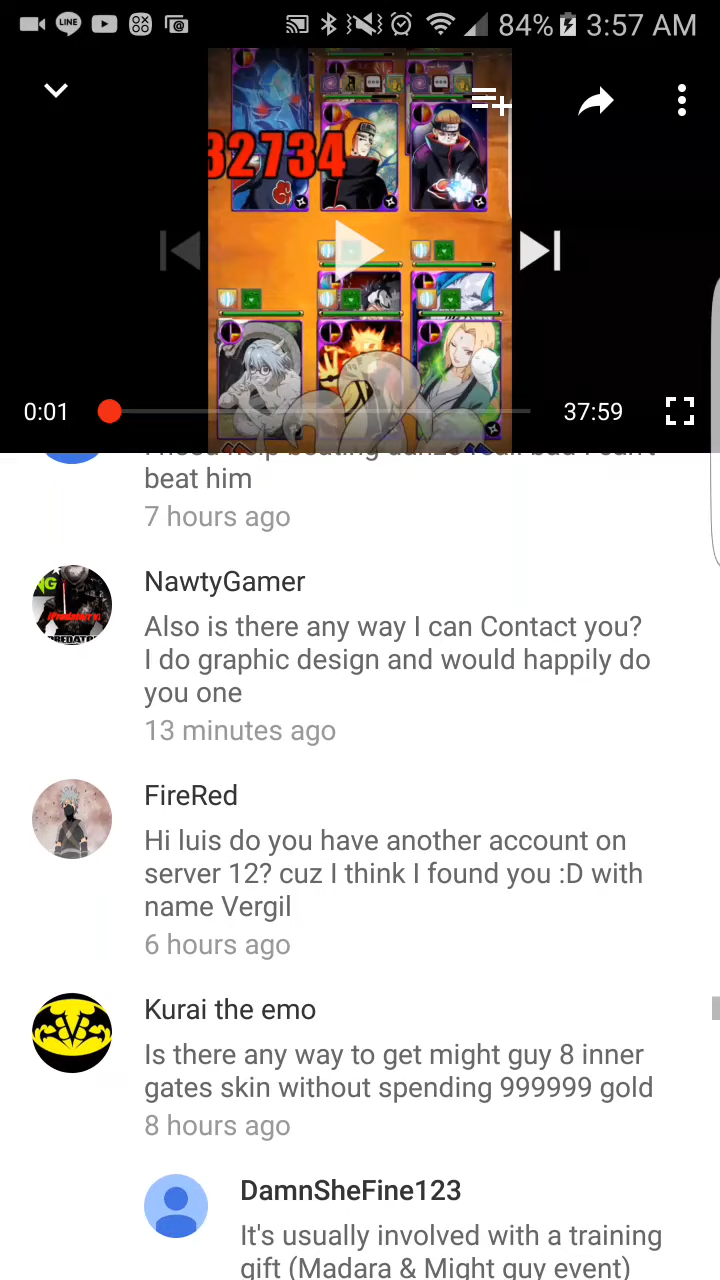 LINE
84%
3:57 AM
32734
0:01
37:59
beat him
7 hours ago
NG
NawtyGamer
Also is there any way I can Contact you?
I do graphic design and would happily do
you one
13 minutes ago
FireRed
Hi luis do you have another account on
server 12? cuz I think I found you :D with
name Vergil
6 hours ago
Kurai the emo
Is there any way to get might guy 8 inner
gates skin without spending 999999 gold
8 hours ago
DamnSheFine123
It's usually involved with a training
gift (Madara & Might guy event)